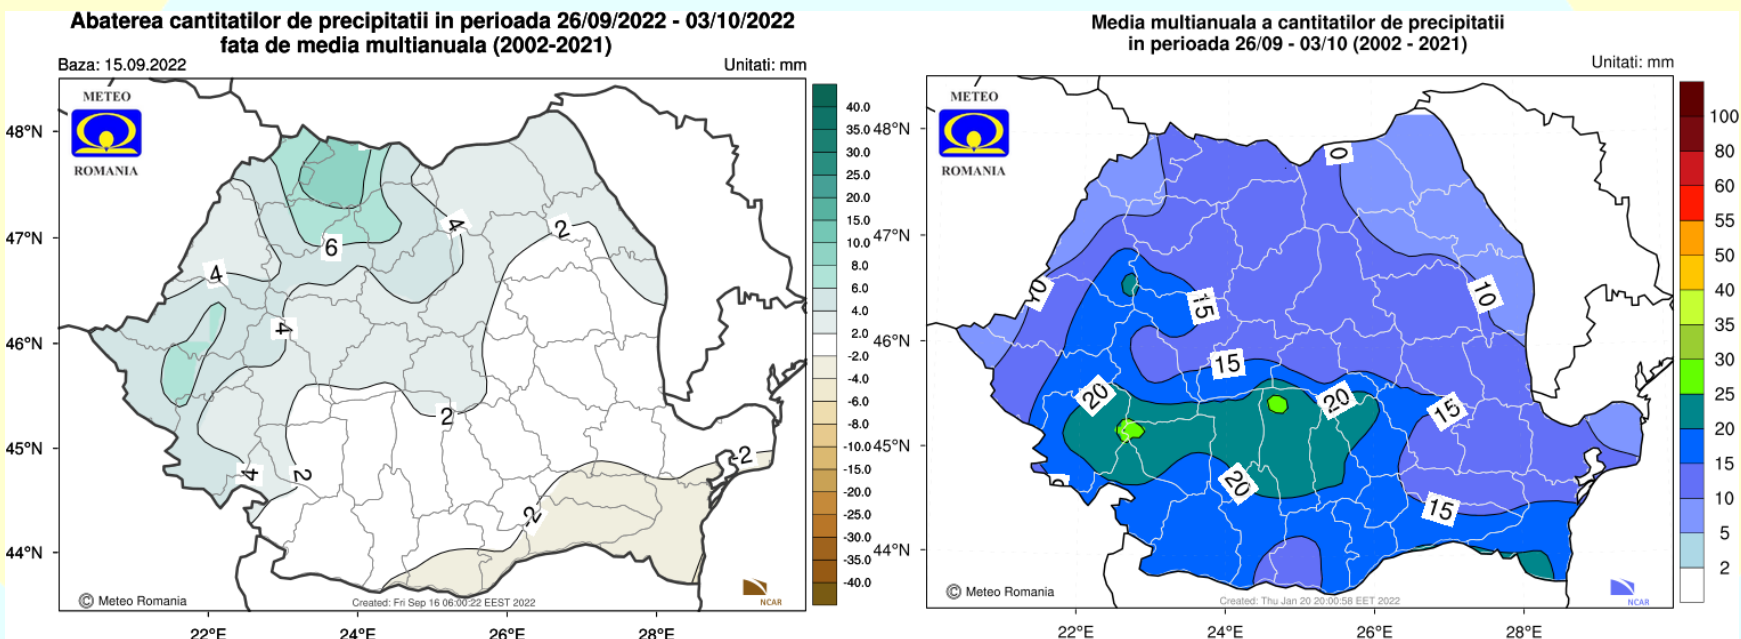 Abaterea cantitatilor de precipitatii in perioada 26/09/2022 - 03/10/2022
fata de media multianuala (2002-2021)
Baza: 15.09.2022
Unitati: mm
METEO
ROMANIA
48°N
47°N
46°N
45°N
44°N
22°E
24°E
26°E
28°E
4
6
4
2
4
2
4
2
-2
-2
40.0
35.0
30.0
25.0
20.0
15.0
10.0
8.0
6.0
4.0
2.0
-2.0
-4.0
-6.0
-8.0
-10.0
-15.0
-20.0
-25.0
-30.0
-35.0
-40.0
© Meteo Romania
Created: Fri Sep 16 06:00:22 EEST 2022
NCAR
Media multianuala a cantitatilor de precipitatii
in perioada 26/09 - 03/10 (2002 - 2021)
Unitati: mm
METEO
ROMANIA
48°N
47°N
46°N
45°N
44°N
22°E
24°E
26°E
28°E
0
10
15
10
15
20
20
15
20
15
100
80
60
55
50
40
35
30
25
20
15
10
5
2
© Meteo Romania
Created: Thu Jan 20 20:00:58 EET 2022
NCAR